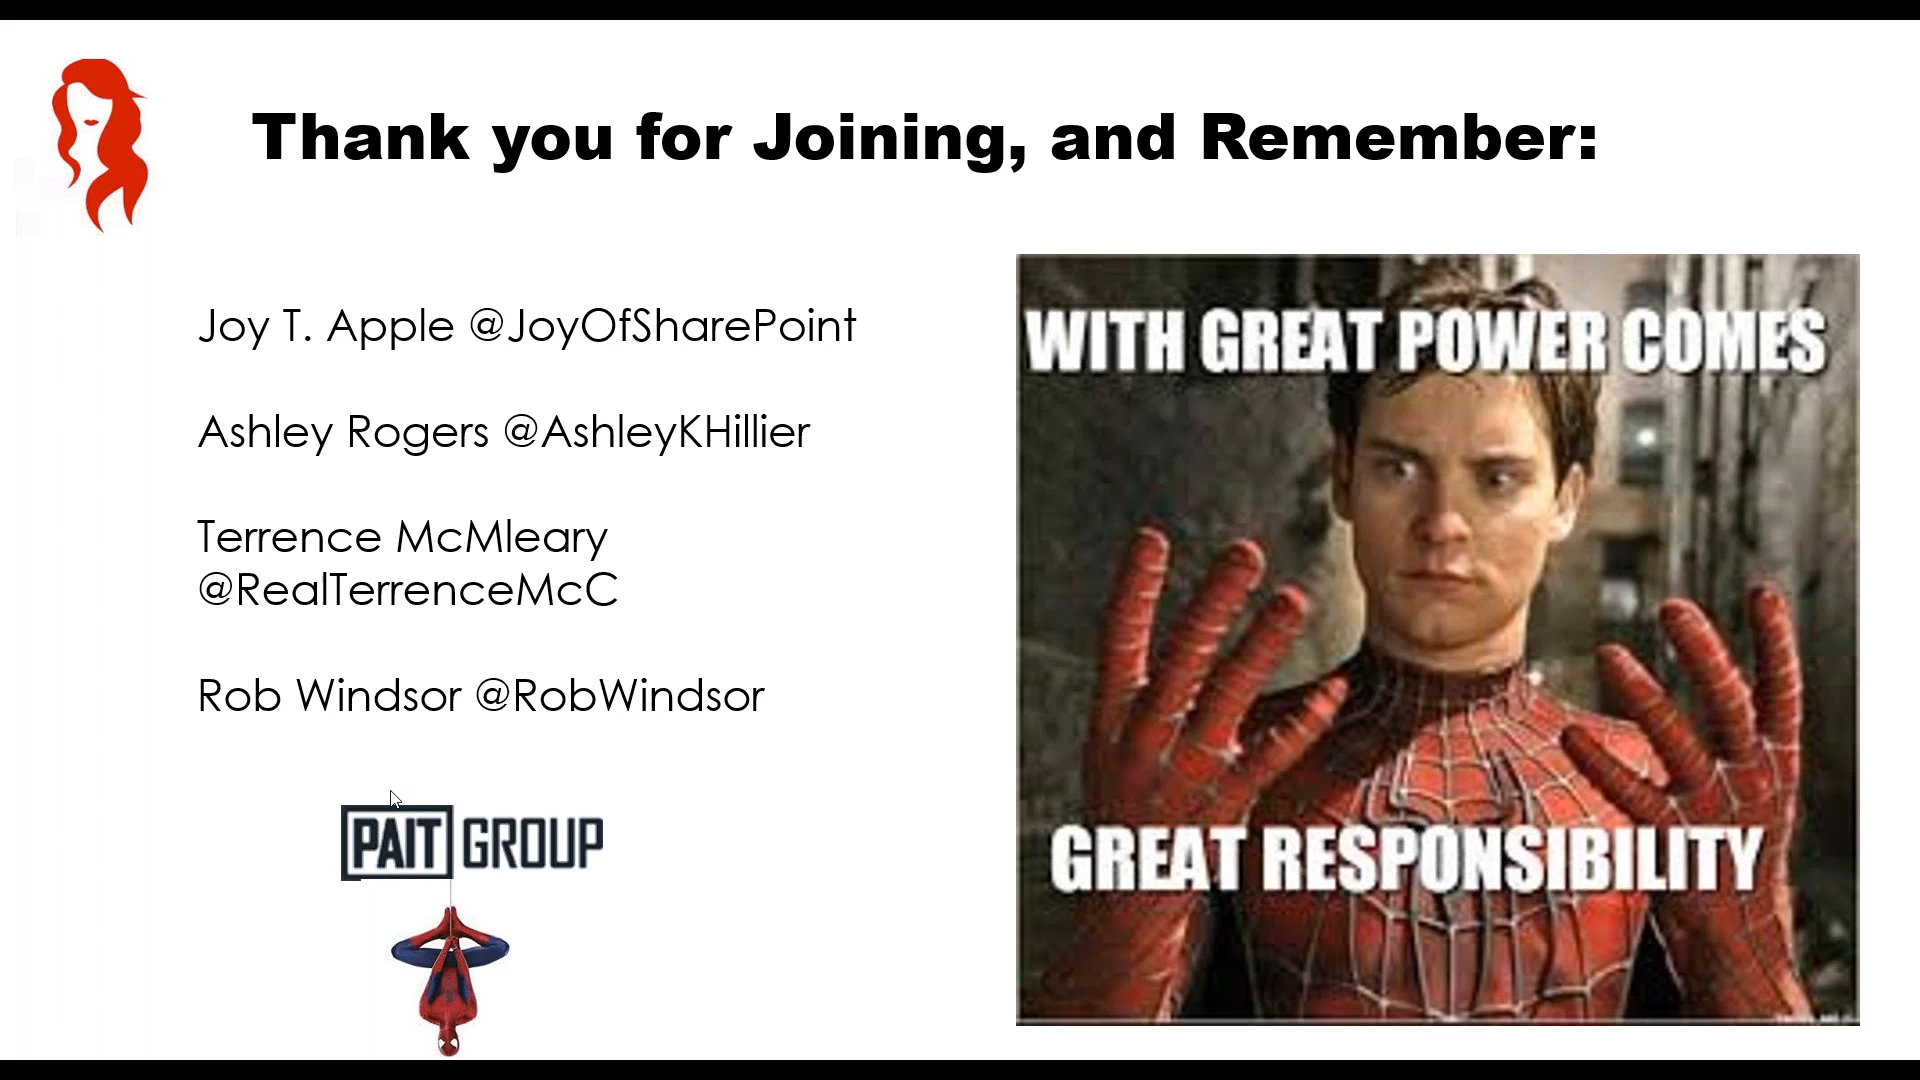 Thank you for Joining, and Remember:
Joy T. Apple @JoyOfSharePoint
Ashley Rogers @AshleyKHillier
Terrence McMleary
@RealTerrenceMcC
Rob Windsor @RobWindsor
PAIT GROUP
WITH GREAT POWER COMES
GREAT RESPONSIBILITY